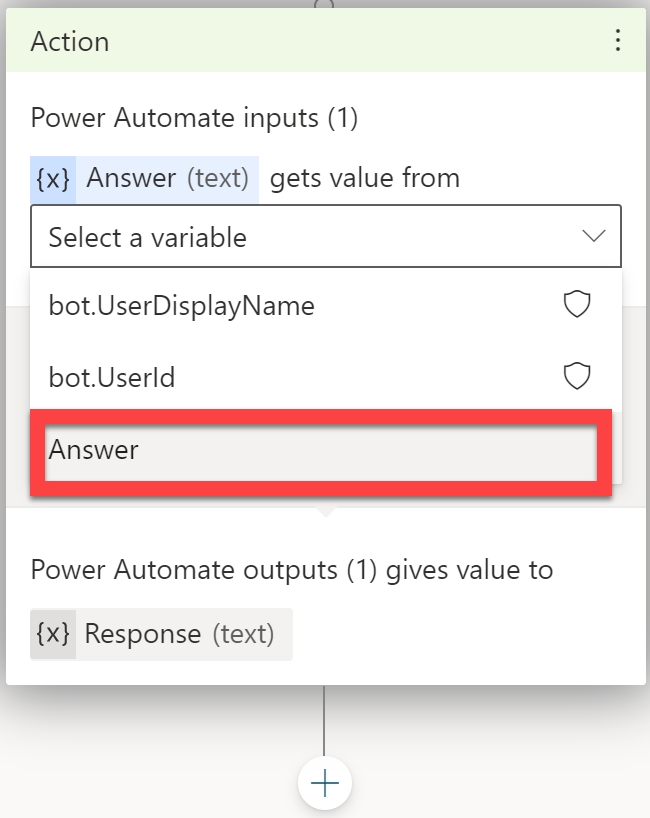 Action
Power Automate inputs (1)
{x} Answer (text) gets value from
Select a variable
bot.UserDisplayName
bot.UserId
Answer
Power Automate outputs (1) gives value to
{x} Response (text)